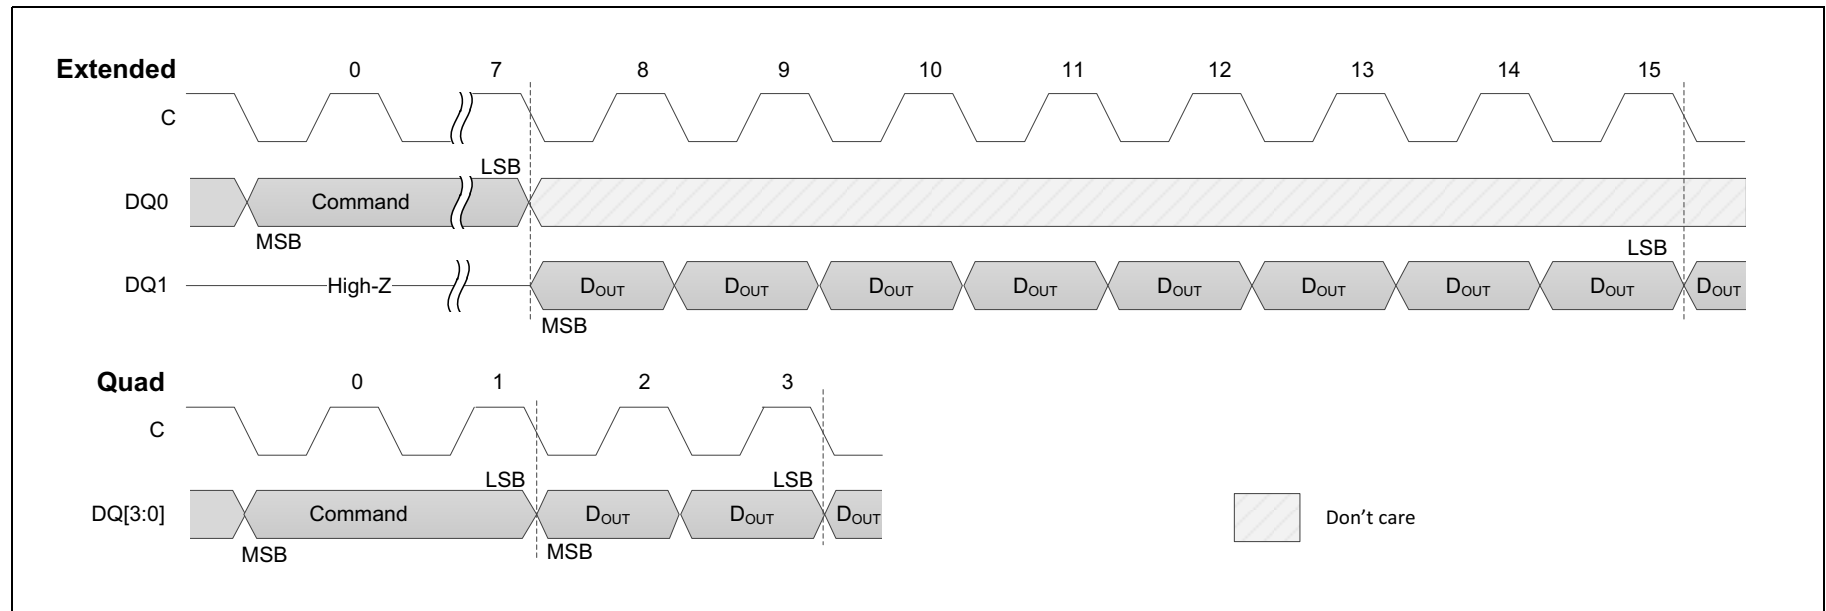 Extended 0 7 8 9 10 11 12 13 14 15
C
LSB
DQ0 Command
MSB
LSB
DQ1 High-Z DOUT DOUT DOUT DOUT DOUT DOUT DOUT DOUT DOUT
MSB
Quad 0 1 2 3
C
LSB LSB
DQ[3:0] Command DOUT DOUT DOUT Don’t care
MSB MSB